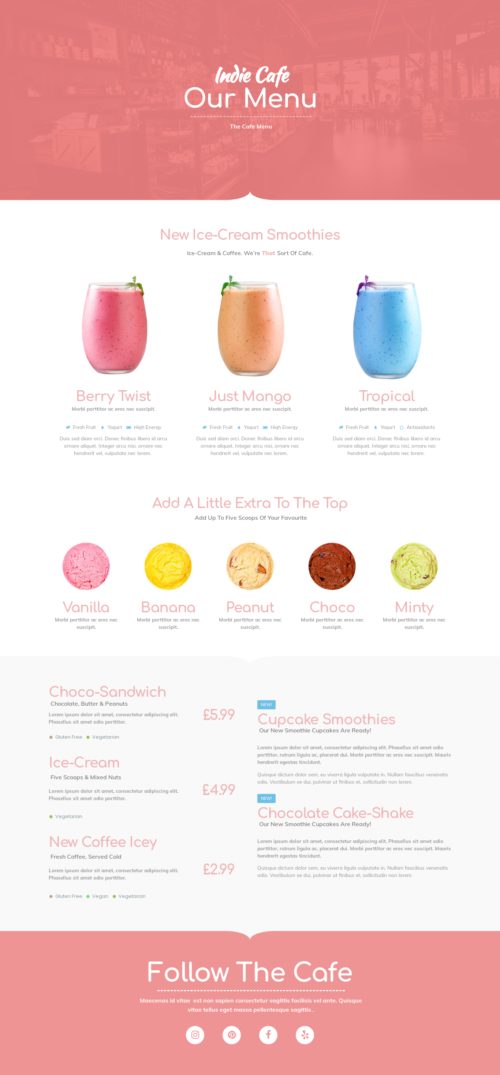 Indie Cafe
Our Menu
The Cafe Menu
New Ice-Cream Smoothies
Ice-Cream & Coffee. We're That Sort Of Cafe.
Berry Twist
Morbi porttitor ac eros nec suscipit.
Fresh Fruit Yogurt High Energy
Duis sed diam orci. Donec finibus libero id arcu
ornare aliquet. Integer arcu nisi, ornare nec
hendrerit vel, vulputate nec lorem.
Just Mango
Morbi porttitor ac eros nec suscipit.
Fresh Fruit Yogurt High Energy
Duis sed diam orci. Donec finibus libero id arcu
ornare aliquet. Integer arcu nisi, ornare nec
hendrerit vel, vulputate nec lorem.
Tropical
Morbi porttitor ac eros nec suscipit.
Fresh Fruit Yogurt Antioxidants
Duis sed diam orci. Donec finibus libero id arcu
ornare aliquet. Integer arcu nisi, ornare nec
hendrerit vel, vulputate nec lorem.
Add A Little Extra To The Top
Add Up To Five Scoops Of Your Favourite
Vanilla
Morbi porttitor ac eros nec
suscipit.
Banana
Morbi porttitor ac eros nec
suscipit.
Peanut
Morbi porttitor ac eros nec
suscipit.
Choco
Morbi porttitor ac eros nec
suscipit.
Minty
Morbi porttitor ac eros nec
suscipit.
Choco-Sandwich
Chocolate, Butter & Peanuts
Lorem ipsum dolor sit amet, consectetur adipiscing elit.
Phasellus sit amet odio porttitor.
£5.99
Gluten Free Vegetarian
Ice-Cream
Five Scoops & Mixed Nuts
Lorem ipsum dolor sit amet, consectetur adipiscing elit.
Phasellus sit amet odio porttitor.
£4.99
Vegetarian
New Coffee Icey
Fresh Coffee, Served Cold
Lorem ipsum dolor sit amet, consectetur adipiscing elit.
Phasellus sit amet odio porttitor.
£2.99
Gluten Free Vegan Vegetarian
NEW!
Cupcake Smoothies
Our New Smoothie Cupcakes Are Ready!
Lorem ipsum dolor sit amet, consectetur adipiscing elit. Phasellus sit amet odio
porttitor, rutrum ligula ac, placerat dui. Morbi porttitor ac eros nec suscipit. Mauris
hendrerit egestas tincidunt.
Quisque dictum dolor sem, eu viverra ligula vulputate in. Nullam faucibus venenatis
odio. Vestibulum ex dui, pulvinar ut finibus et, sollicitudin non lorem.
NEW!
Chocolate Cake-Shake
Our New Smoothie Cupcakes Are Ready!
Lorem ipsum dolor sit amet, consectetur adipiscing elit. Phasellus sit amet odio
porttitor, rutrum ligula ac, placerat dui. Morbi porttitor ac eros nec suscipit. Mauris
hendrerit egestas tincidunt.
Quisque dictum dolor sem, eu viverra ligula vulputate in. Nullam faucibus venenatis
odio. Vestibulum ex dui, pulvinar ut finibus et, sollicitudin non lorem.
Follow The Cafe
Maecenas id vitae est non sapien consectetur sagittis facilisis vel ante. Quisque
vitae tellus eget massa pellentesque sagittis..